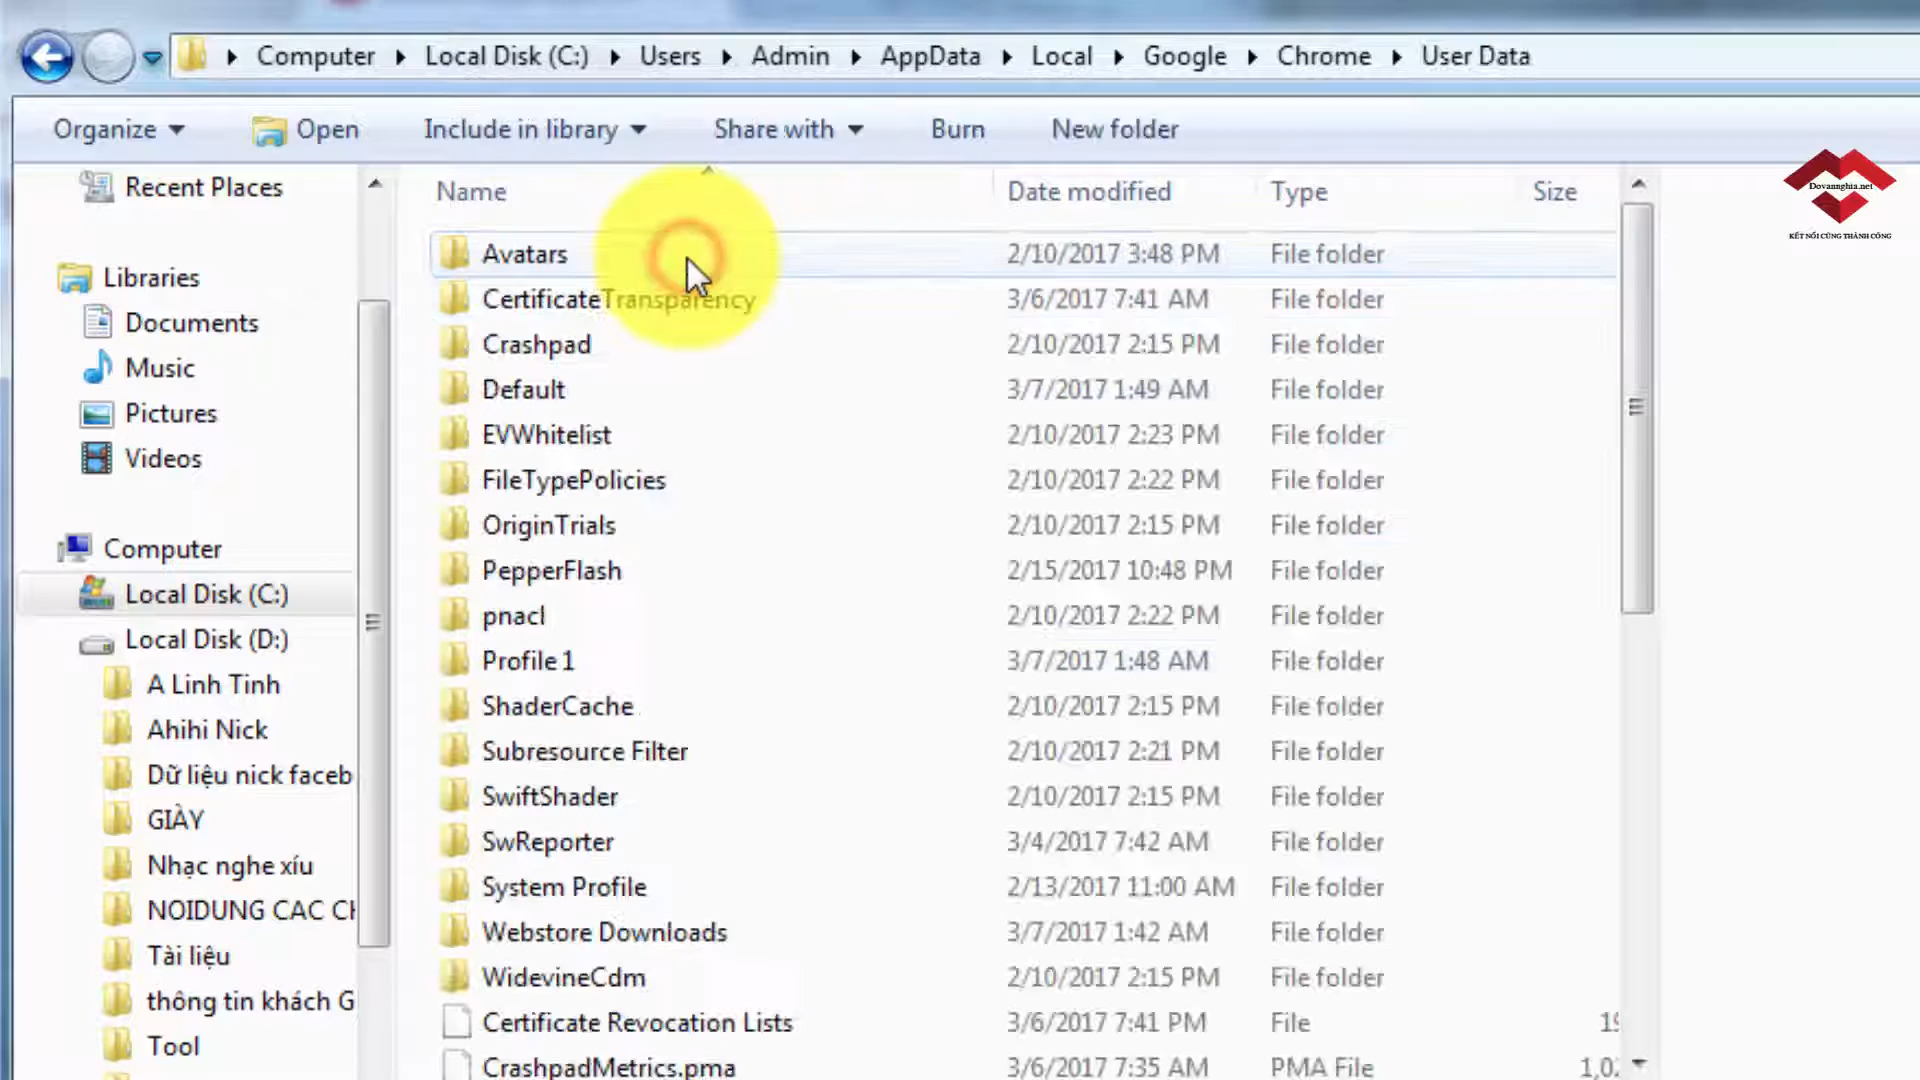 Computer Local Disk (C:) Users Admin AppData Local Google Chrome User Data
Organize Open Include in library Share with Burn New folder
Recent Places
Libraries
Documents
Music
Pictures
Videos
Computer
Local Disk (C:)
Local Disk (D:)
A Linh Tinh
Ahihi Nick
Dữ liệu nick faceb
GIÀY
Nhạc nghe xíu
NOIDUNG CAC CH
Tài liệu
thông tin khách G
Tool
Name Date modified Type Size
Avatars 2/10/2017 3:48 PM File folder
CertificateTransparency 3/6/2017 7:41 AM File folder
Crashpad 2/10/2017 2:15 PM File folder
Default 3/7/2017 1:49 AM File folder
EVWhitelist 2/10/2017 2:23 PM File folder
FileTypePolicies 2/10/2017 2:22 PM File folder
OriginTrials 2/10/2017 2:15 PM File folder
PepperFlash 2/15/2017 10:48 PM File folder
pnacl 2/10/2017 2:22 PM File folder
Profile 1 3/7/2017 1:48 AM File folder
ShaderCache 2/10/2017 2:15 PM File folder
Subresource Filter 2/10/2017 2:21 PM File folder
SwiftShader 2/10/2017 2:15 PM File folder
SwReporter 3/4/2017 7:42 AM File folder
System Profile 2/13/2017 11:00 AM File folder
Webstore Downloads 3/7/2017 1:42 AM File folder
WidevineCdm 2/10/2017 2:15 PM File folder
Certificate Revocation Lists 3/6/2017 7:41 PM File
CrashpadMetrics.pma 3/6/2017 7:35 AM PMA File
Dovannghia.net
KẾT NỐI CÙNG THÀNH CÔNG